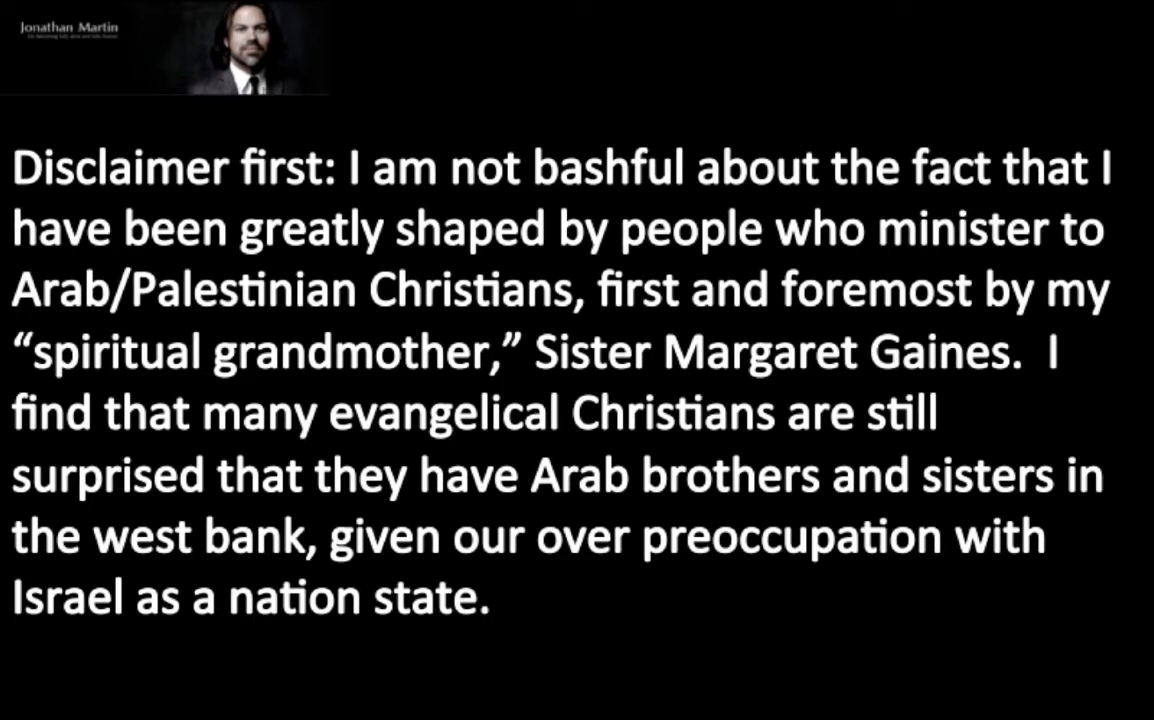 Jonathan Martin
Disclaimer first: I am not bashful about the fact that I
have been greatly shaped by people who minister to
Arab/Palestinian Christians, first and foremost by my
“spiritual grandmother,” Sister Margaret Gaines.  I
find that many evangelical Christians are still
surprised that they have Arab brothers and sisters in
the west bank, given our over preoccupation with
Israel as a nation state.